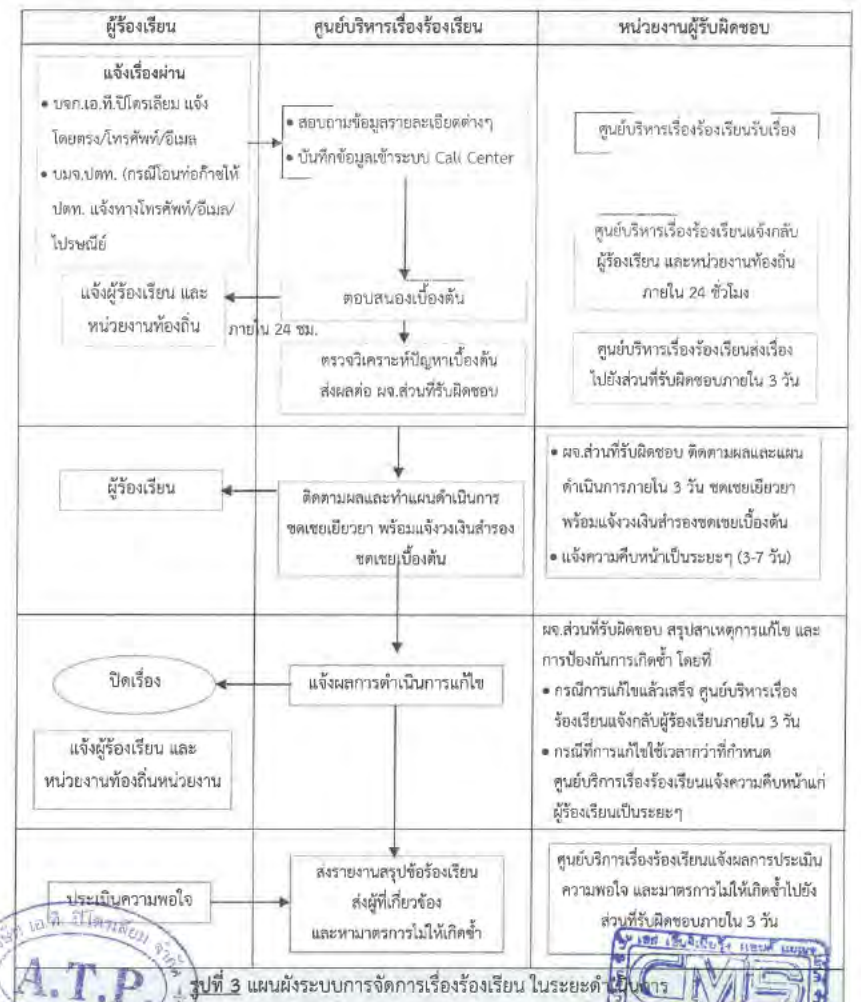 ผู้ร้องเรียน
ศูนย์บริหารเรื่องร้องเรียน
หน่วยงานผู้รับผิดชอบ
แจ้งเรื่องผ่าน
• บจก.เอ.ที.ปิโตรเลียม แจ้ง
โดยตรง/โทรศัพท์/อีเมล
• บมจ.ปตท. (กรณีโอนท่อก๊าซให้
ปตท. แจ้งทางโทรศัพท์/อีเมล/
ไปรษณีย์
• สอบถามข้อมูลรายละเอียดต่างๆ
• บันทึกข้อมูลเข้าระบบ Call Center
ศูนย์บริหารเรื่องร้องเรียนรับเรื่อง
ศูนย์บริหารเรื่องร้องเรียนแจ้งกลับ
ผู้ร้องเรียน และหน่วยงานท้องถิ่น
ภายใน 24 ชั่วโมง
แจ้งผู้ร้องเรียน และ
หน่วยงานท้องถิ่น
ภายใน 24 ชม.
ตอบสนองเบื้องต้น
ตรวจวิเคราะห์ปัญหาเบื้องต้น
ส่งผลต่อ ผจ.ส่วนที่รับผิดชอบ
ศูนย์บริหารเรื่องร้องเรียนส่งเรื่อง
ไปยังส่วนที่รับผิดชอบภายใน 3 วัน
ผู้ร้องเรียน
ติดตามผลและทำแผนดำเนินการ
ชดเชยเยียวยา พร้อมแจ้งวงเงินสำรอง
ชดเชยเบื้องต้น
• ผจ.ส่วนที่รับผิดชอบ ติดตามผลและแผน
ดำเนินการภายใน 3 วัน ชดเชยเยียวยา
พร้อมแจ้งวงเงินสำรองชดเชยเบื้องต้น
• แจ้งความคืบหน้าเป็นระยะๆ (3-7 วัน)
ปิดเรื่อง
แจ้งผู้ร้องเรียน และ
หน่วยงานท้องถิ่นหน่วยงาน
แจ้งผลการดำเนินการแก้ไข
ผจ.ส่วนที่รับผิดชอบ สรุปสาเหตุการแก้ไข และ
การป้องกันการเกิดซ้ำ โดยที่
• กรณีการแก้ไขแล้วเสร็จ ศูนย์บริหารเรื่อง
ร้องเรียนแจ้งกลับผู้ร้องเรียนภายใน 3 วัน
• กรณีที่การแก้ไขใช้เวลากว่าที่กำหนด
ศูนย์บริการเรื่องร้องเรียนแจ้งความคืบหน้าแก่
ผู้ร้องเรียนเป็นระยะๆ
ประเมินความพอใจ
ส่งรายงานสรุปข้อร้องเรียน
ส่งผู้ที่เกี่ยวข้อง
และหามาตรการไม่ให้เกิดซ้ำ
ศูนย์บริการเรื่องร้องเรียนแจ้งผลการประเมิน
ความพอใจ และมาตรการไม่ให้เกิดซ้ำไปยัง
ส่วนที่รับผิดชอบภายใน 3 วัน
เอ.ที. ปิโตรเลียม จำกัด
A.T.P.
CMS
รูปที่ 3 แผนผังระบบการจัดการเรื่องร้องเรียน ในระยะดำเนินการ